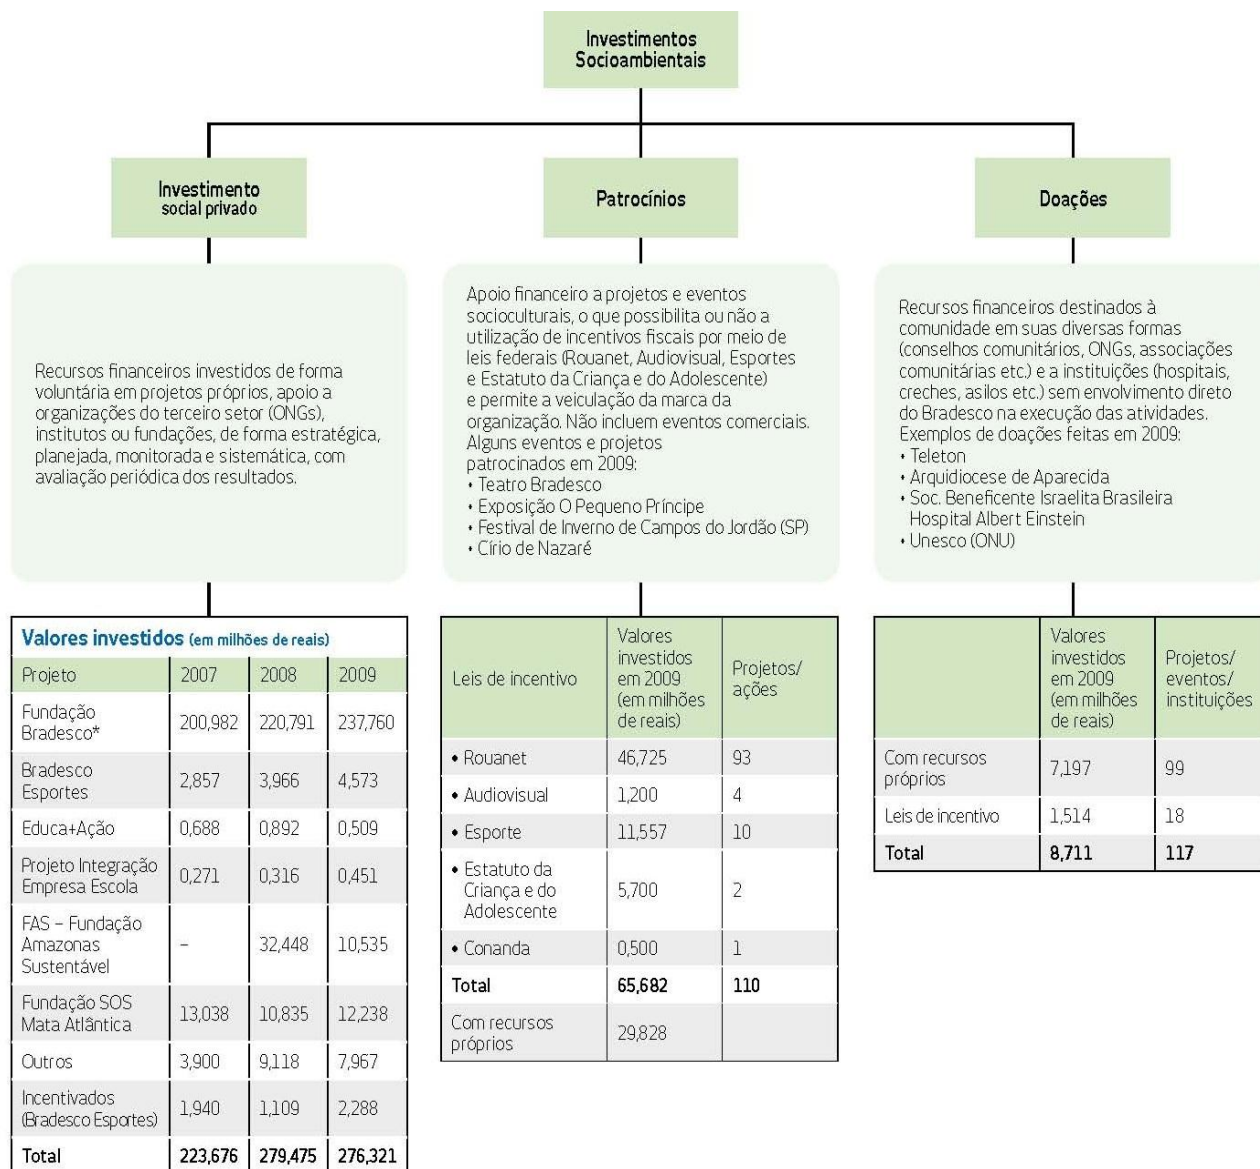 Investimentos
Socioambientais
Investimento
social privado
Patrocínios
Doações
Recursos financeiros investidos de forma
voluntária em projetos próprios, apoio a
organizações do terceiro setor (ONGs),
institutos ou fundações, de forma estratégica,
planejada, monitorada e sistemática, com
avaliação periódica dos resultados.
Apoio financeiro a projetos e eventos
socioculturais, o que possibilita ou não a
utilização de incentivos fiscais por meio de
leis federais (Rouanet, Audiovisual, Esportes
e Estatuto da Criança e do Adolescente)
e permite a veiculação da marca da
organização. Não incluem eventos comerciais.
Alguns eventos e projetos
patrocinados em 2009:
• Teatro Bradesco
• Exposição O Pequeno Príncipe
• Festival de Inverno de Campos do Jordão (SP)
• Círio de Nazaré
Recursos financeiros destinados à
comunidade em suas diversas formas
(conselhos comunitários, ONGs, associações
comunitárias etc.) e a instituições (hospitais,
creches, asilos etc.) sem envolvimento direto
do Bradesco na execução das atividades.
Exemplos de doações feitas em 2009:
• Teleton
• Arquidiocese de Aparecida
• Soc. Beneficente Israelita Brasileira
Hospital Albert Einstein
• Unesco (ONU)
Valores investidos (em milhões de reais)
Projeto 2007 2008 2009
Fundação
Bradesco* 200,982 220,791 237,760
Bradesco
Esportes 2,857 3,966 4,573
Educa+Ação 0,688 0,892 0,509
Projeto Integração
Empresa Escola 0,271 0,316 0,451
FAS – Fundação
Amazonas
Sustentável – 32,448 10,535
Fundação SOS
Mata Atlântica 13,038 10,835 12,238
Outros 3,900 9,118 7,967
Incentivados
(Bradesco Esportes) 1,940 1,109 2,288
Total 223,676 279,475 276,321
Leis de incentivo
Valores
investidos
em 2009
(em milhões
de reais)
Projetos/
ações
• Rouanet 46,725 93
• Audiovisual 1,200 4
• Esporte 11,557 10
• Estatuto da
Criança e do
Adolescente 5,700 2
• Conanda 0,500 1
Total 65,682 110
Com recursos
próprios 29,828
Valores
investidos
em 2009
(em milhões
de reais)
Projetos/
eventos/
instituições
Com recursos
próprios 7,197 99
Leis de incentivo 1,514 18
Total 8,711 117